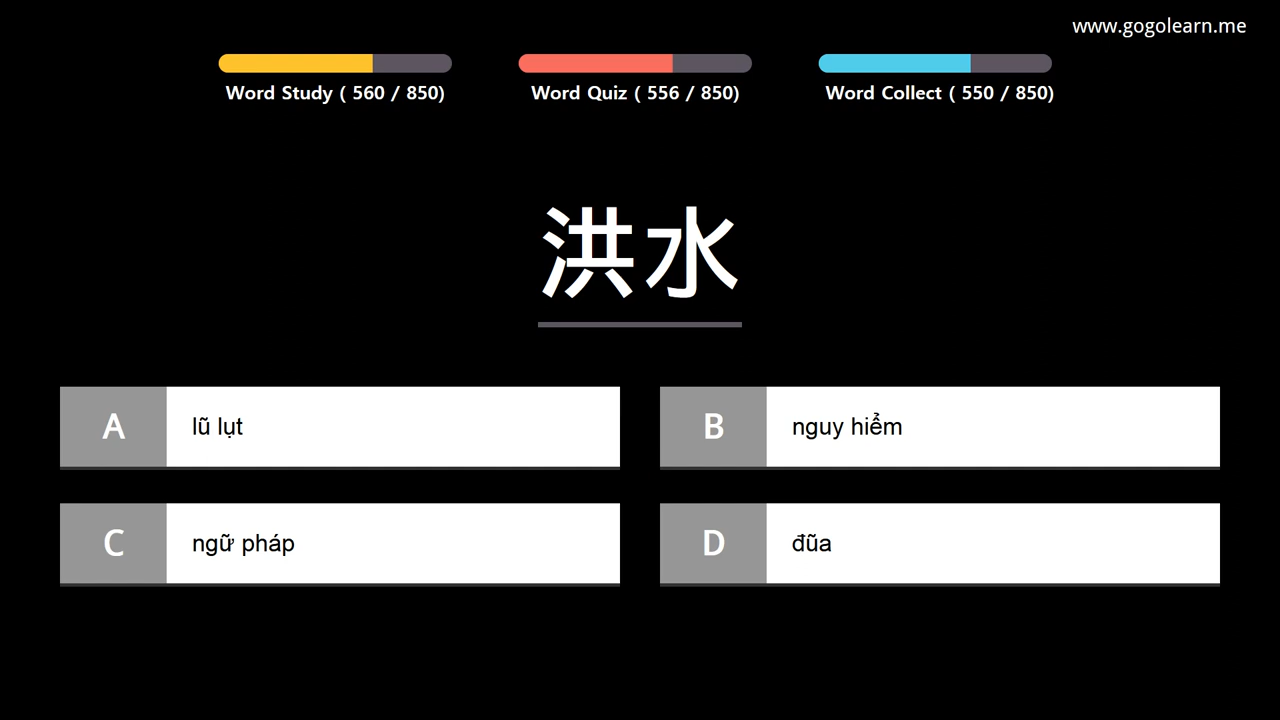 www.gogolearn.me
Word Study ( 560 / 850)
Word Quiz ( 556 / 850)
Word Collect ( 550 / 850)
洪水
A
lũ lụt
B
nguy hiểm
C
ngữ pháp
D
đũa